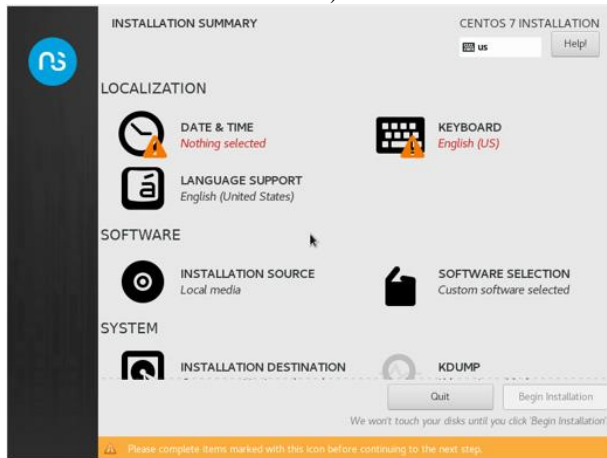 INSTALLATION SUMMARY
CENTOS 7 INSTALLATION
us
Help!
LOCALIZATION
DATE & TIME
Nothing selected
KEYBOARD
English (US)
LANGUAGE SUPPORT
English (United States)
SOFTWARE
INSTALLATION SOURCE
Local media
SOFTWARE SELECTION
Custom software selected
SYSTEM
INSTALLATION DESTINATION
KDUMP
Quit
Begin Installation
We won't touch your disks until you click 'Begin Installation'
Please complete items marked with this icon before continuing to the next step.